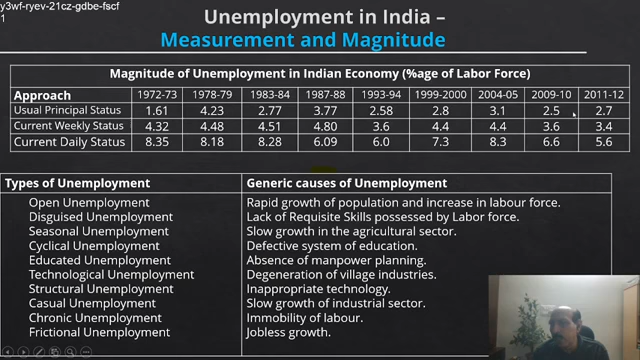 y3wf-ryev-21cz-gdbe-fscf
1
Unemployment in India –
Measurement and Magnitude
Magnitude of Unemployment in Indian Economy (%age of Labor Force)
Approach 1972-73 1978-79 1983-84 1987-88 1993-94 1999-2000 2004-05 2009-10 2011-12
Usual Principal Status 1.61 4.23 2.77 3.77 2.58 2.8 3.1 2.5 2.7
Current Weekly Status 4.32 4.48 4.51 4.80 3.6 4.4 4.4 3.6 3.4
Current Daily Status 8.35 8.18 8.28 6.09 6.0 7.3 8.3 6.6 5.6
Types of Unemployment Generic causes of Unemployment
Open Unemployment Rapid growth of population and increase in labour force.
Disguised Unemployment Lack of Requisite Skills possessed by Labor force.
Seasonal Unemployment Slow growth in the agricultural sector.
Cyclical Unemployment Defective system of education.
Educated Unemployment Absence of manpower planning.
Technological Unemployment Degeneration of village industries.
Structural Unemployment Inappropriate technology.
Casual Unemployment Slow growth of industrial sector.
Chronic Unemployment Immobility of labour.
Frictional Unemployment Jobless growth.